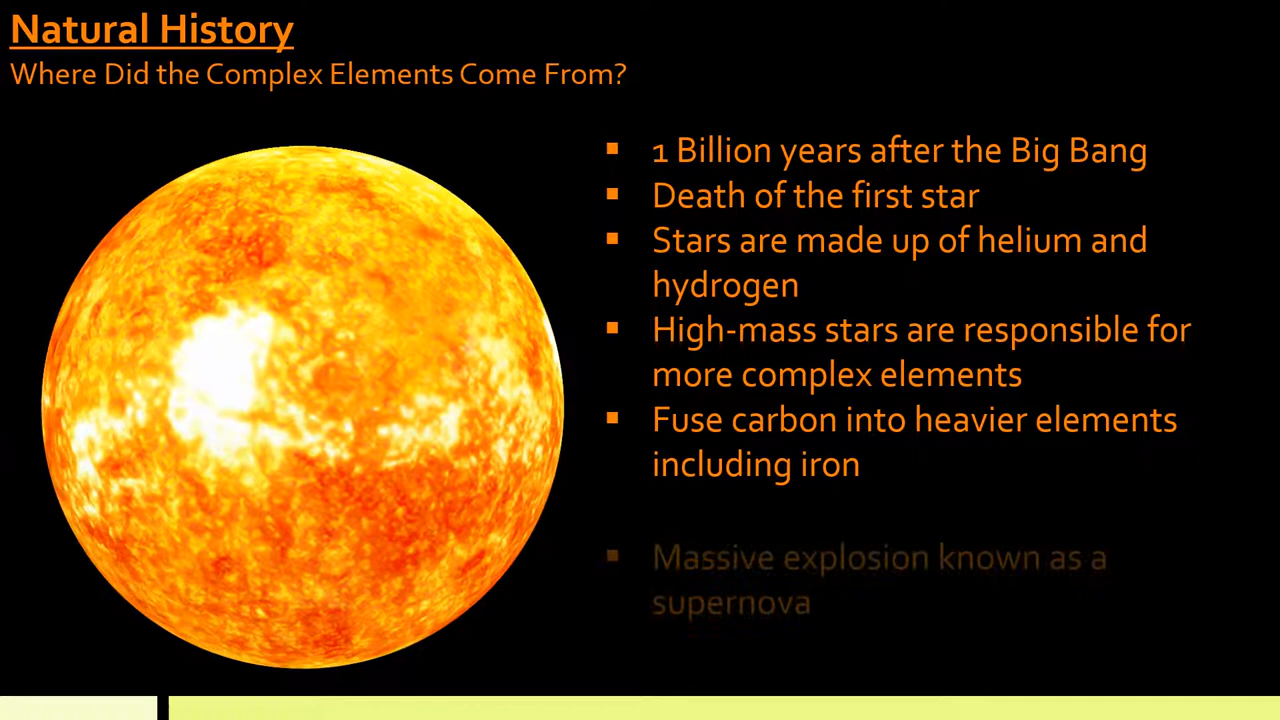 Natural History
Where Did the Complex Elements Come From?
▪ 1 Billion years after the Big Bang
▪ Death of the first star
▪ Stars are made up of helium and
hydrogen
▪ High-mass stars are responsible for
more complex elements
▪ Fuse carbon into heavier elements
including iron
▪ Massive explosion known as a
supernova